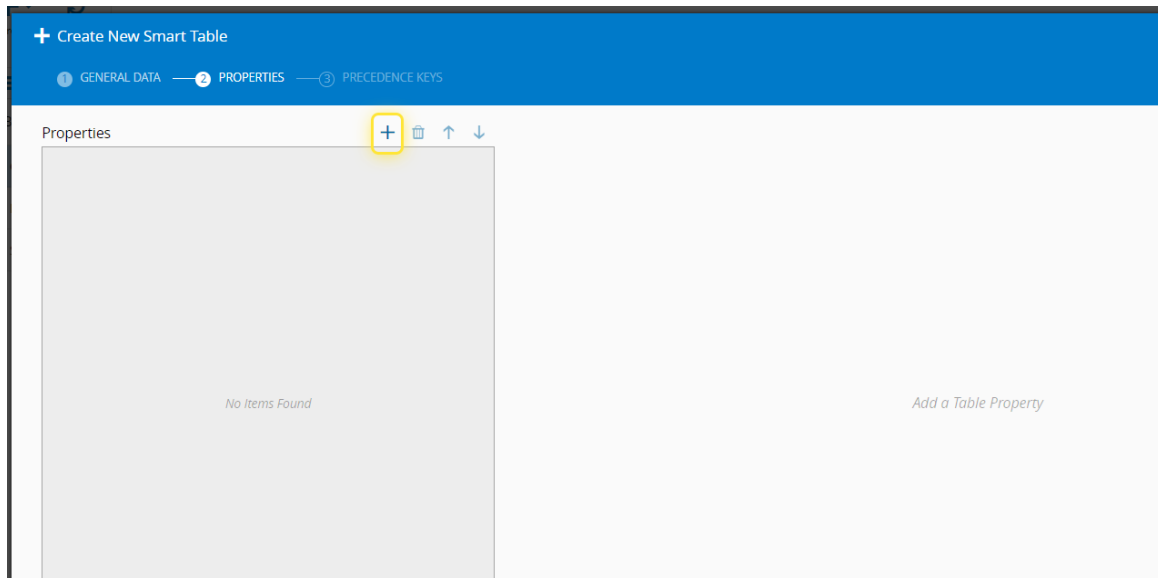 Create New Smart Table
1 GENERAL DATA 2 PROPERTIES 3 PRECEDENCE KEYS
Properties
No Items Found
Add a Table Property